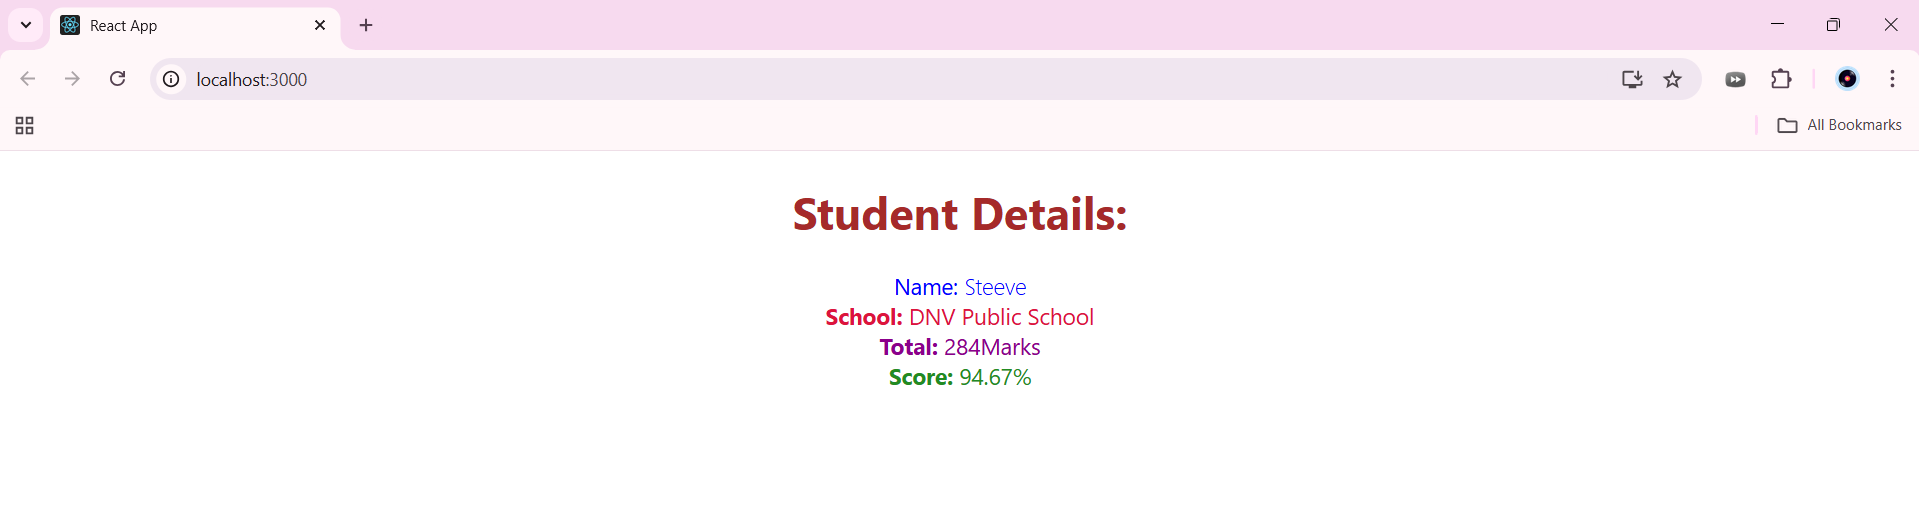 React App
localhost:3000
All Bookmarks
Student Details:
Name: Steeve
School: DNV Public School
Total: 284Marks
Score: 94.67%